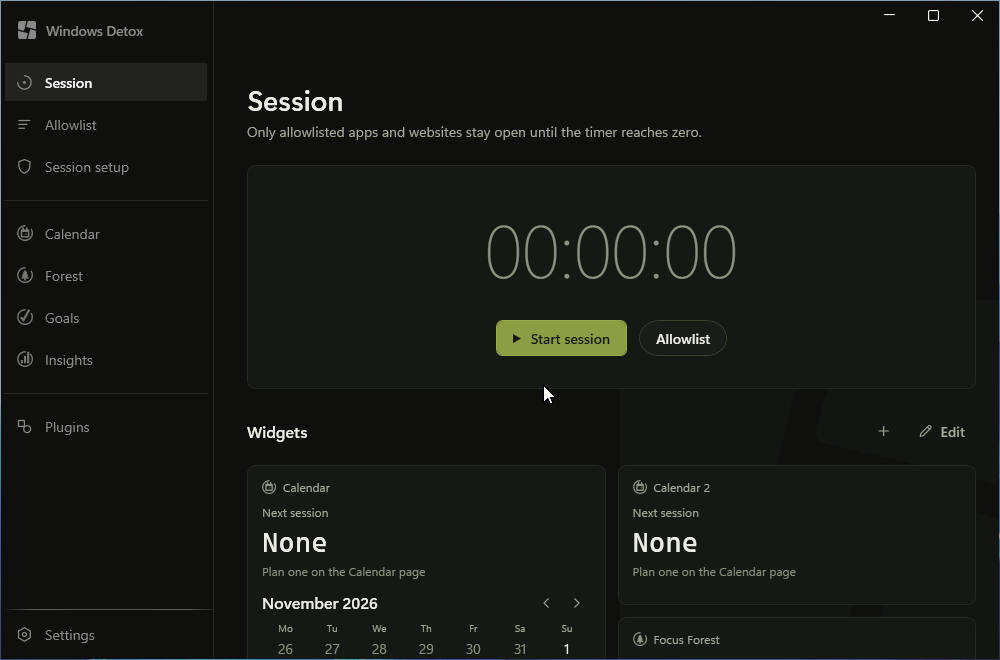 Windows Detox
Session
Allowlist
Session setup
Calendar
Forest
Goals
Insights
Plugins
Settings
Session
Only allowlisted apps and websites stay open until the timer reaches zero.
00:00:00
Start session
Allowlist
Widgets
Edit
Calendar
Next session
None
Plan one on the Calendar page
November 2026
Mo Tu We Th Fr Sa Su
26 27 28 29 30 31 1
Calendar 2
Next session
None
Plan one on the Calendar page
Focus Forest